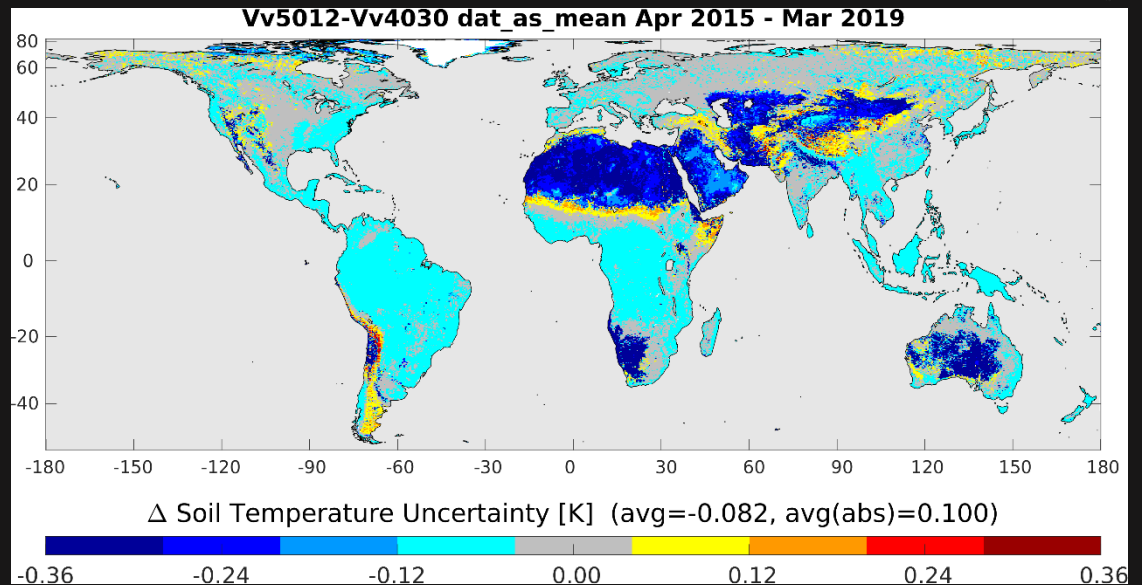 Vv5012-Vv4030 dat_as_mean Apr 2015 - Mar 2019
80
60
40
20
0
-20
-40
-180 -150 -120 -90 -60 -30 0 30 60 90 120 150 180
Δ Soil Temperature Uncertainty [K] (avg=-0.082, avg(abs)=0.100)
-0.36 -0.24 -0.12 0.00 0.12 0.24 0.36